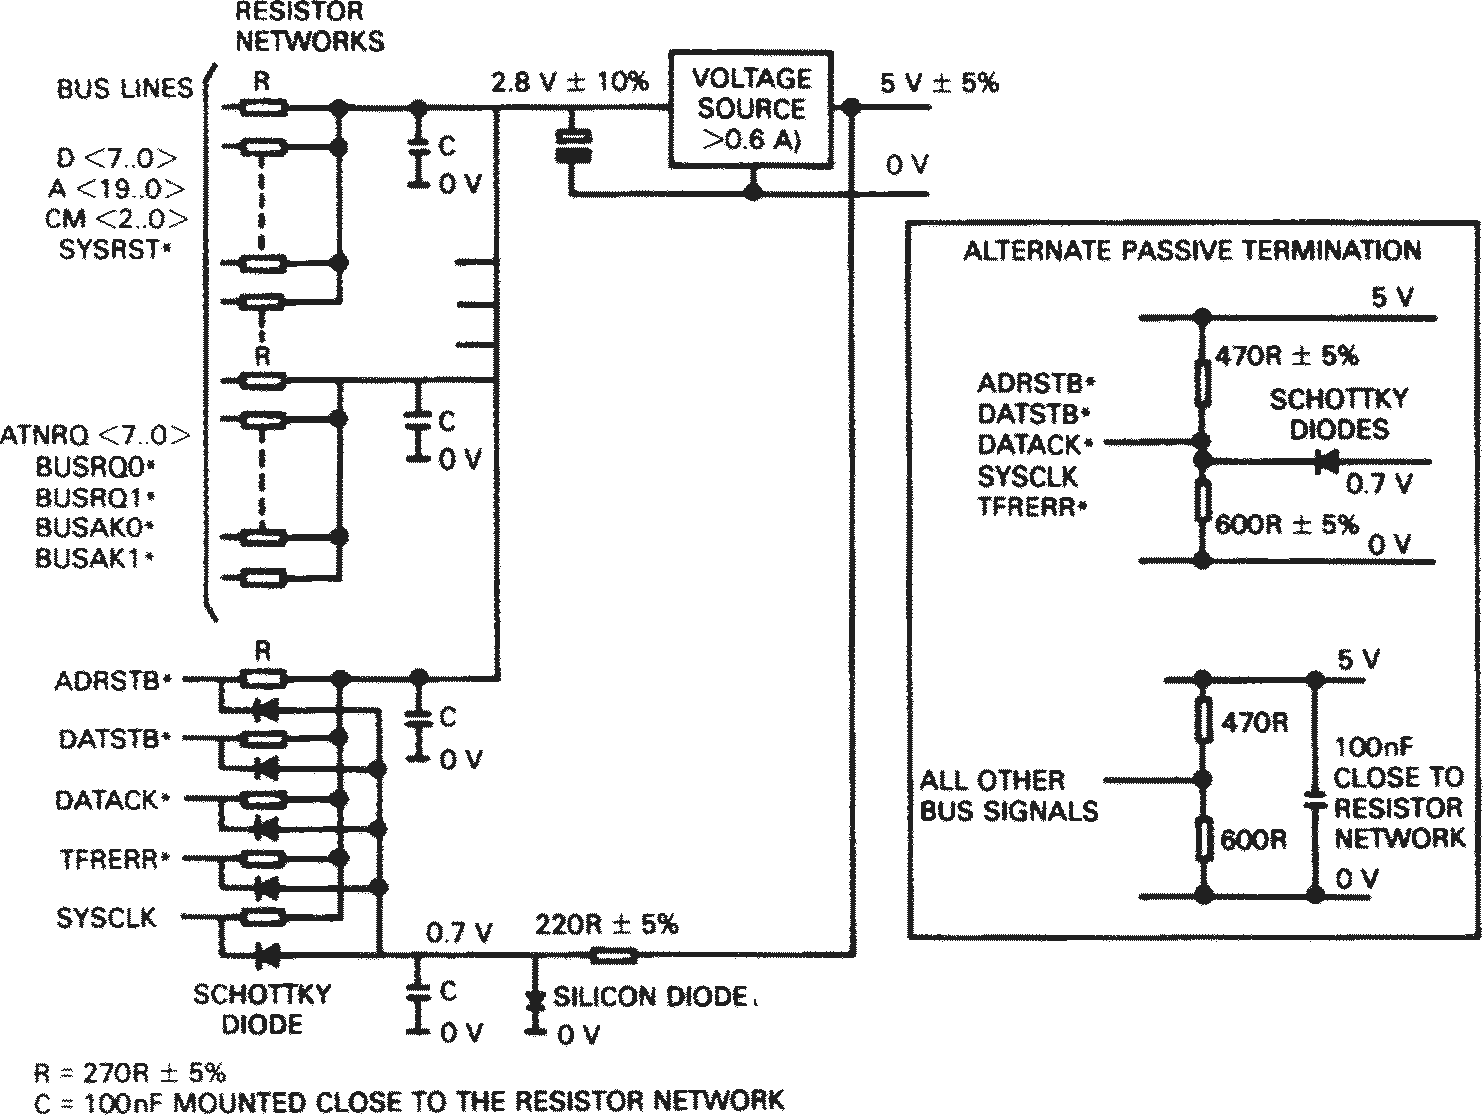 RESISTOR
NETWORKS
BUS LINES
R
D <7..0>
A <19..0>
CM <2..0>
SYSRST*
R
ATNRQ <7..0>
BUSRQ0*
BUSRQ1*
BUSAK0*
BUSAK1*
C
0 V
C
0 V
2.8 V ± 10%
VOLTAGE
SOURCE
>0.6 A)
5 V ± 5%
0 V
R
ADRSTB*
DATSTB*
DATACK*
TFRERR*
SYSCLK
C
0 V
SCHOTTKY
DIODE
0.7 V
220R ± 5%
C
0 V
SILICON DIODE.
0 V
R = 270R ± 5%
C = 100nF MOUNTED CLOSE TO THE RESISTOR NETWORK
ALTERNATE PASSIVE TERMINATION
5 V
470R ± 5%
ADRSTB*
DATSTB*
DATACK*
SYSCLK
TFRERR*
SCHOTTKY
DIODES
0.7 V
600R ± 5%
0 V
5 V
470R
ALL OTHER
BUS SIGNALS
600R
100nF
CLOSE TO
RESISTOR
NETWORK
0 V